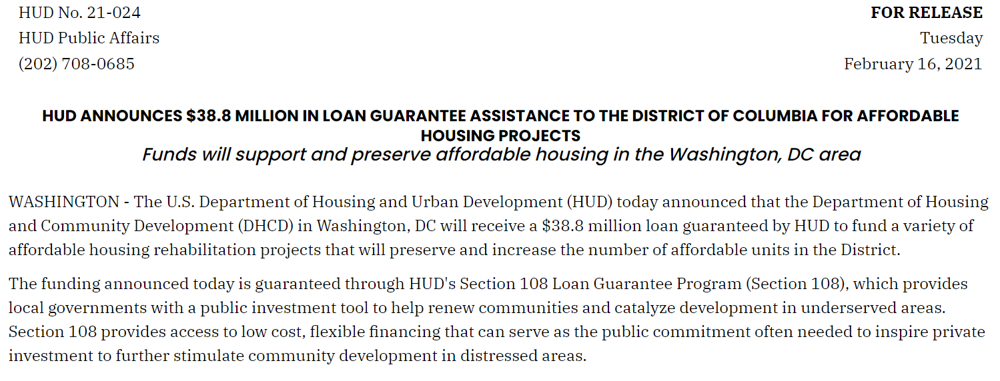 HUD No. 21-024
HUD Public Affairs
(202) 708-0685
FOR RELEASE
Tuesday
February 16, 2021
HUD ANNOUNCES $38.8 MILLION IN LOAN GUARANTEE ASSISTANCE TO THE DISTRICT OF COLUMBIA FOR AFFORDABLE
HOUSING PROJECTS
Funds will support and preserve affordable housing in the Washington, DC area
WASHINGTON - The U.S. Department of Housing and Urban Development (HUD) today announced that the Department of Housing
and Community Development (DHCD) in Washington, DC will receive a $38.8 million loan guaranteed by HUD to fund a variety of
affordable housing rehabilitation projects that will preserve and increase the number of affordable units in the District.
The funding announced today is guaranteed through HUD's Section 108 Loan Guarantee Program (Section 108), which provides
local governments with a public investment tool to help renew communities and catalyze development in underserved areas.
Section 108 provides access to low cost, flexible financing that can serve as the public commitment often needed to inspire private
investment to further stimulate community development in distressed areas.